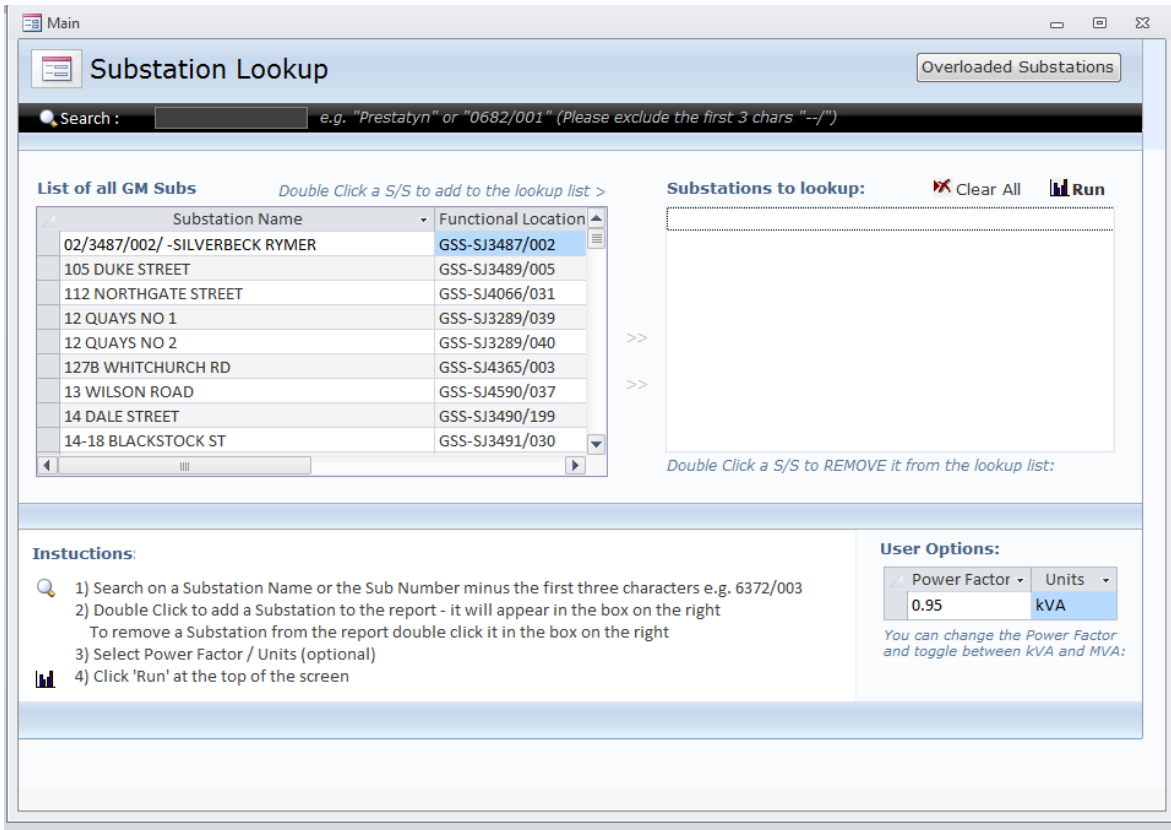 Main
Substation Lookup
Overloaded Substations
Search :
e.g. "Prestatyn" or "0682/001" (Please exclude the first 3 chars "--/")
List of all GM Subs
Double Click a S/S to add to the lookup list >
Substation Name Functional Location
02/3487/002/ -SILVERBECK RYMER GSS-SJ3487/002
105 DUKE STREET GSS-SJ3489/005
112 NORTHGATE STREET GSS-SJ4066/031
12 QUAYS NO 1 GSS-SJ3289/039
12 QUAYS NO 2 GSS-SJ3289/040
127B WHITCHURCH RD GSS-SJ4365/003
13 WILSON ROAD GSS-SJ4590/037
14 DALE STREET GSS-SJ3490/199
14-18 BLACKSTOCK ST GSS-SJ3491/030
>>
>>
Substations to lookup:
Clear All
Run
Double Click a S/S to REMOVE it from the lookup list:
Instuctions:
1) Search on a Substation Name or the Sub Number minus the first three characters e.g. 6372/003
2) Double Click to add a Substation to the report - it will appear in the box on the right
To remove a Substation from the report double click it in the box on the right
3) Select Power Factor / Units (optional)
4) Click 'Run' at the top of the screen
User Options:
Power Factor Units
0.95 kVA
You can change the Power Factor
and toggle between kVA and MVA: